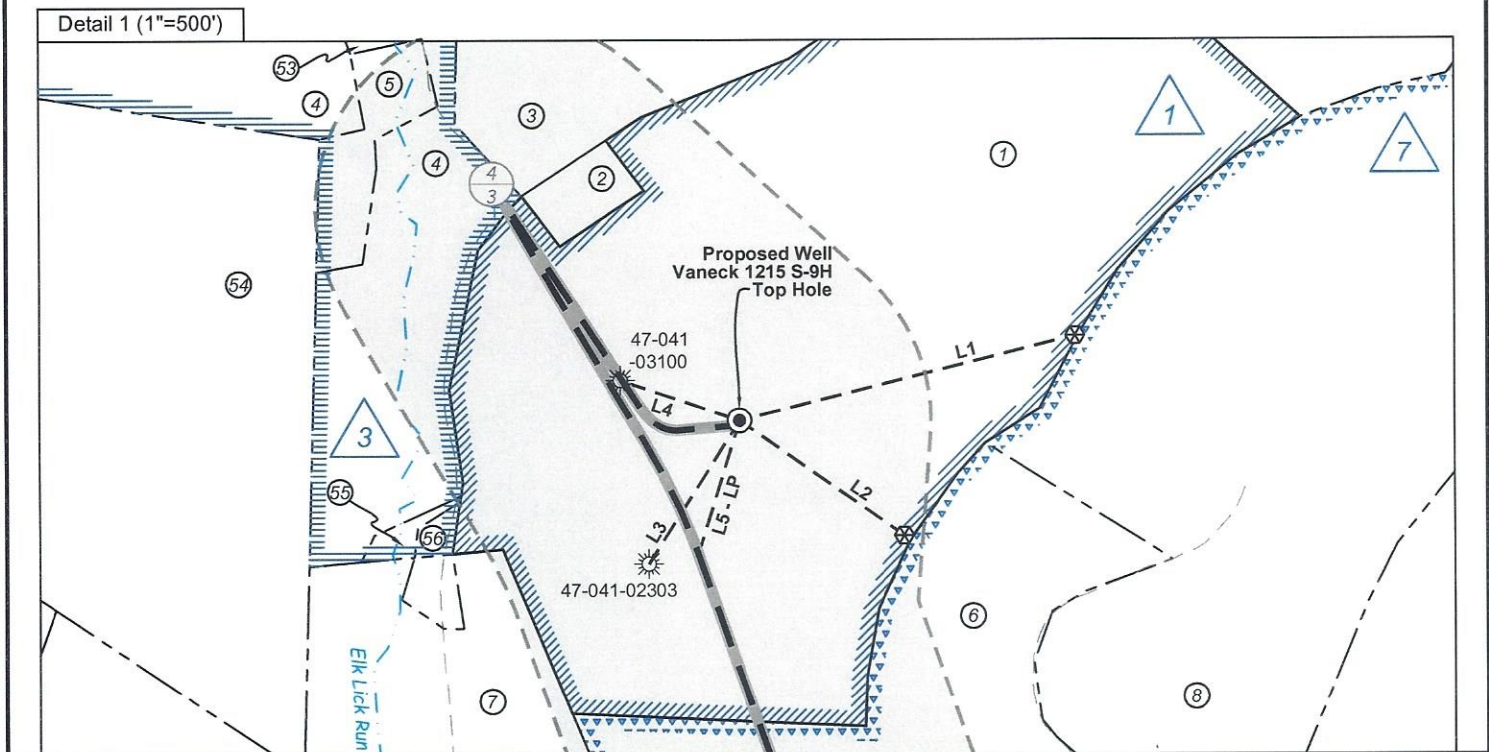 Detail 1 (1"=500')
53
5
4
3
1
1
7
4
2
4
3
Proposed Well
Vaneck 1215 S-9H
Top Hole
54
47-041
-03100
L1
L4
3
L2
L5 - LP
55
L3
56
47-041-02303
6
Elk Lick Run
7
8